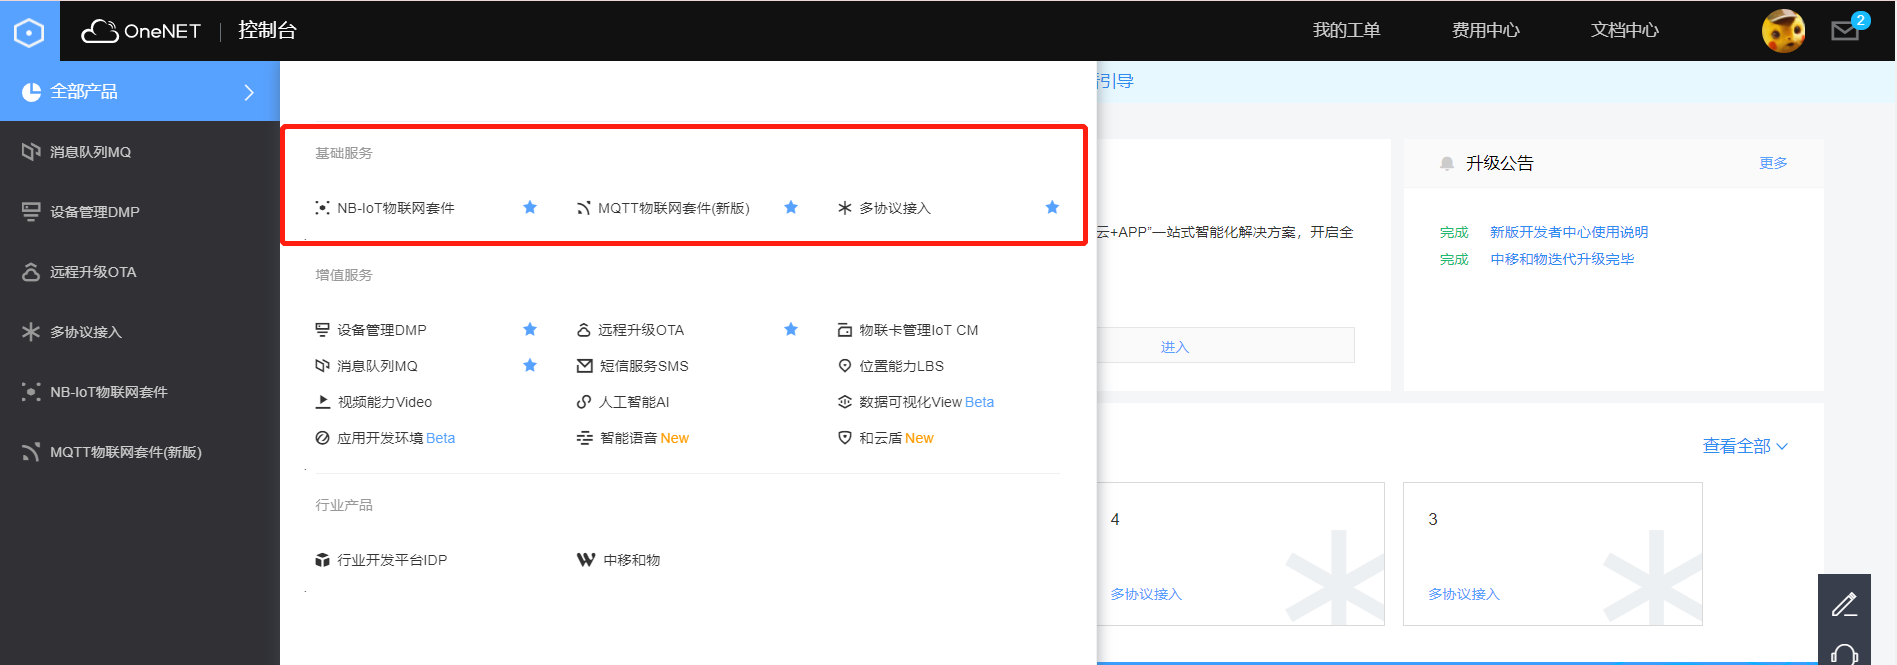 OneNET 控制台 我的工单 费用中心 文档中心 2
全部产品
消息队列MQ
设备管理DMP
远程升级OTA
多协议接入
NB-IoT物联网套件
MQTT物联网套件(新版)
基础服务
NB-IoT物联网套件 MQTT物联网套件(新版) 多协议接入
增值服务
设备管理DMP 远程升级OTA 物联卡管理IoT CM
消息队列MQ 短信服务SMS 位置能力LBS
视频能力Video 人工智能AI 数据可视化View Beta
应用开发环境 Beta 智能语音 New 和云盾 New
行业产品
行业开发平台IDP 中移和物
引导
云+APP”一站式智能化解决方案，开启全
进入
升级公告 更多
完成 新版开发者中心使用说明
完成 中移和物迭代升级完毕
查看全部
4
多协议接入
3
多协议接入